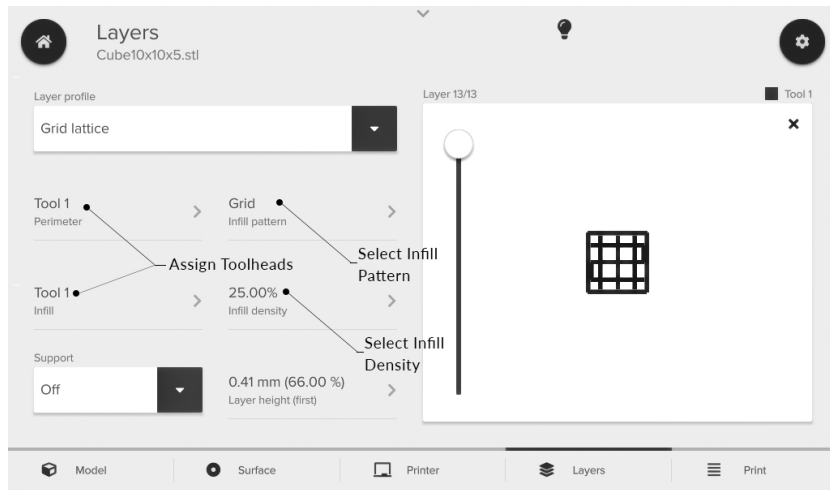 Layers
Cube10x10x5.stl
Layer profile
Grid lattice
Layer 13/13
Tool 1
Tool 1
Perimeter
Grid
Infill pattern
Assign Toolheads
Select Infill
Pattern
Tool 1
Infill
25.00%
Infill density
Select Infill
Density
Support
Off
0.41 mm (66.00 %)
Layer height (first)
Model
Surface
Printer
Layers
Print